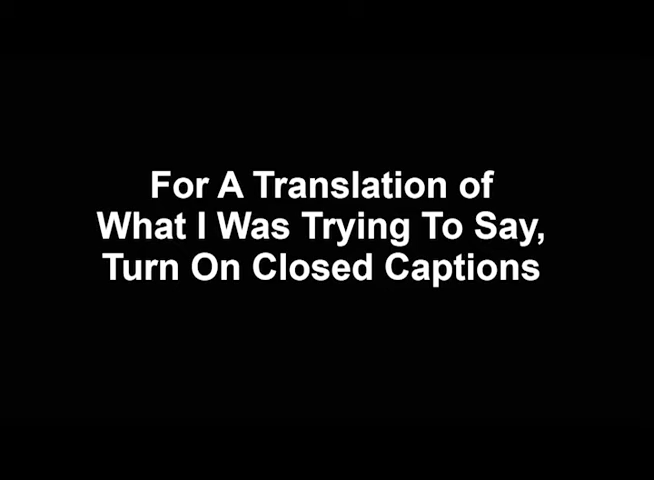 For A Translation of
What I Was Trying To Say,
Turn On Closed Captions